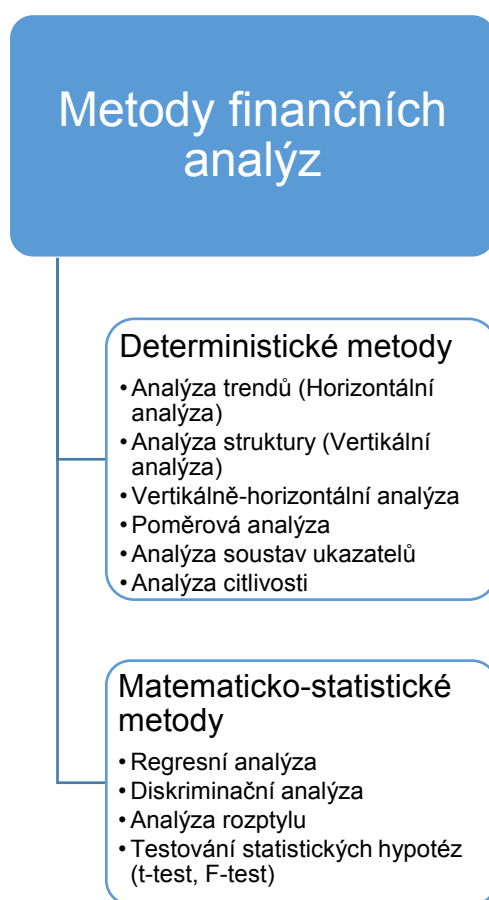 Metody finančních
analýz
Deterministické metody
•Analýza trendů (Horizontální
analýza)
•Analýza struktury (Vertikální
analýza)
•Vertikálně-horizontální analýza
•Poměrová analýza
•Analýza soustav ukazatelů
•Analýza citlivosti
Matematicko-statistické
metody
•Regresní analýza
•Diskriminační analýza
•Analýza rozptylu
•Testování statistických hypotéz
(t-test, F-test)